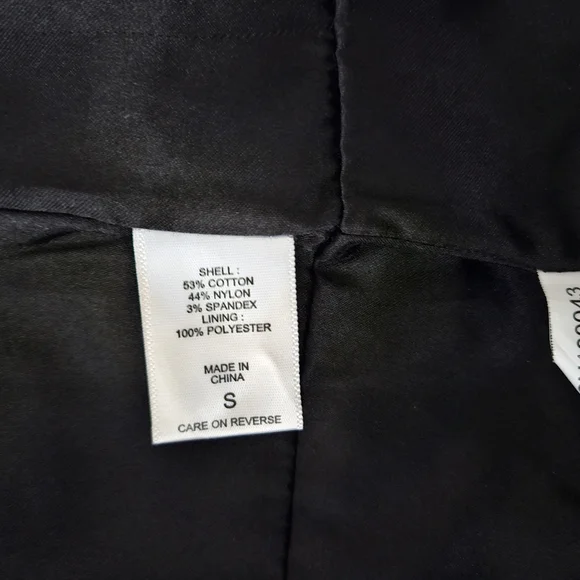 SHELL :
53% COTTON
44% NYLON
3% SPANDEX
LINING :
100% POLYESTER
MADE IN
CHINA
S
CARE ON REVERSE